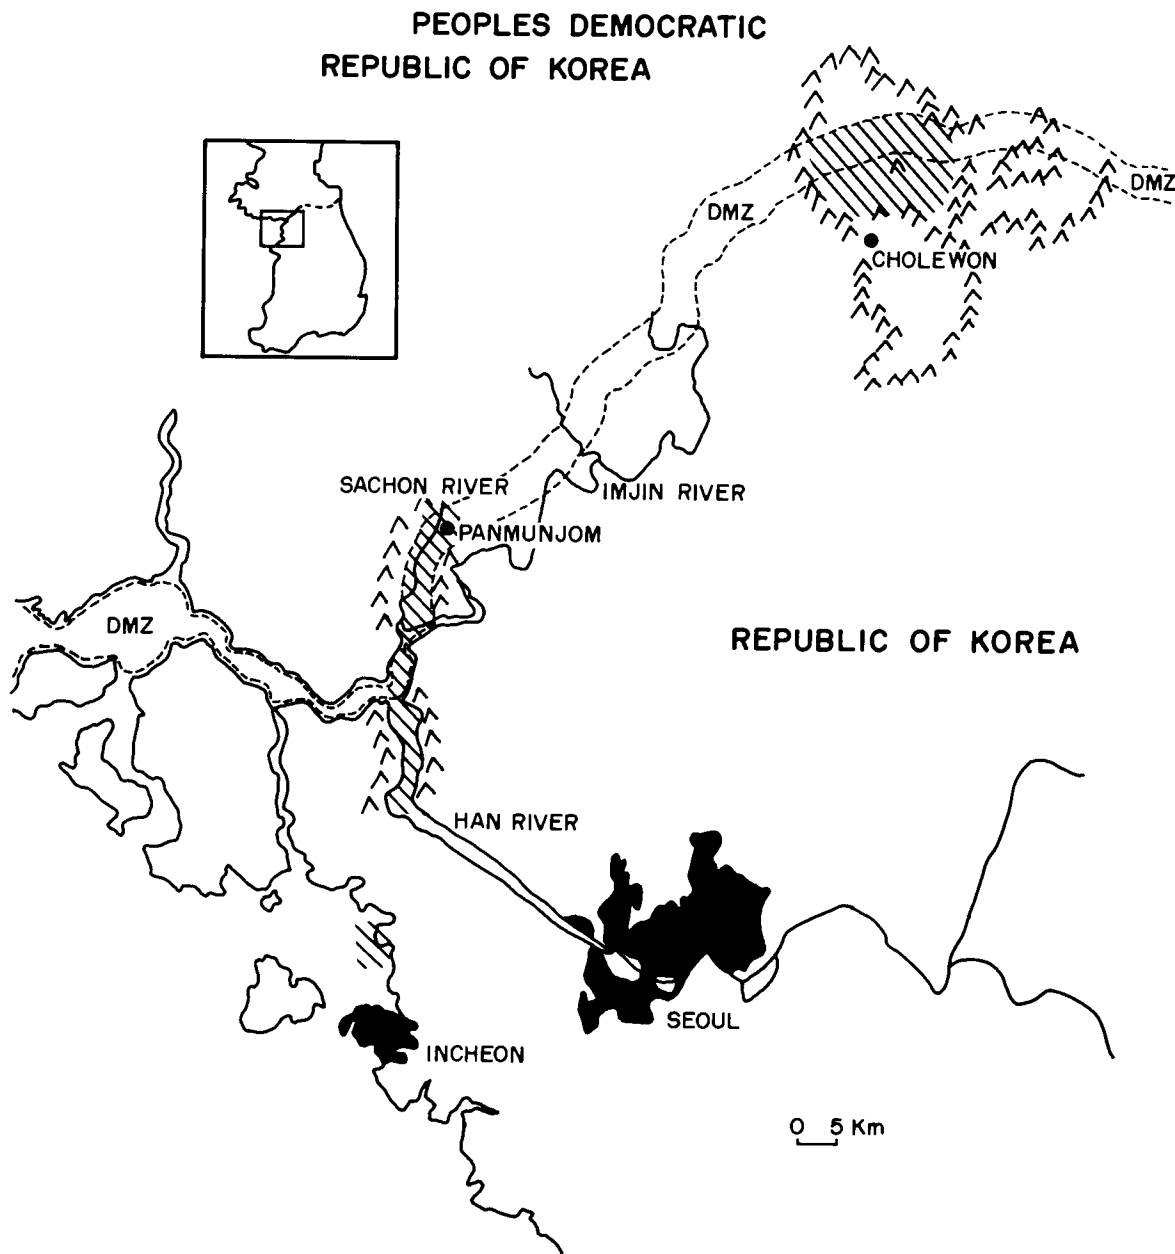 PEOPLES DEMOCRATIC
REPUBLIC OF KOREA
DMZ
DMZ
CHOLEWON
SACHON RIVER
IMJIN RIVER
PANMUNJOM
DMZ
REPUBLIC OF KOREA
HAN RIVER
SEOUL
INCHEON
0 5 Km